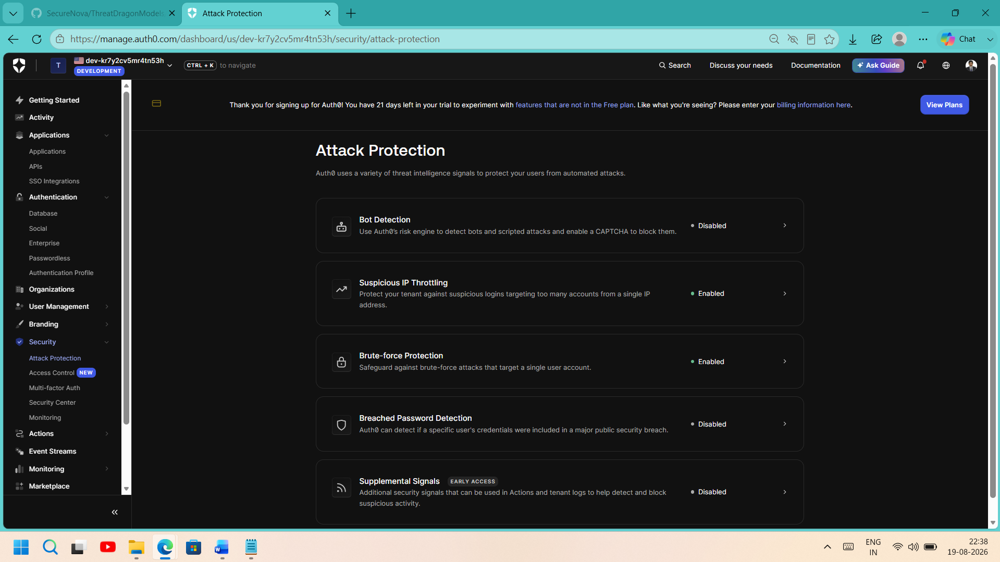 SecureNova/ThreatDragonModels
Attack Protection
https://manage.auth0.com/dashboard/us/dev-kr7y2cv5mr4tn53h/security/attack-protection
Chat
T
dev-kr7y2cv5mr4tn53h
DEVELOPMENT
CTRL + K to navigate
Search
Discuss your needs
Documentation
Ask Guide
Getting Started
Activity
Applications
Applications
APIs
SSO Integrations
Authentication
Database
Social
Enterprise
Passwordless
Authentication Profile
Organizations
User Management
Branding
Security
Attack Protection
Access Control NEW
Multi-factor Auth
Security Center
Monitoring
Actions
Event Streams
Monitoring
Marketplace
Thank you for signing up for Auth0! You have 21 days left in your trial to experiment with features that are not in the Free plan. Like what you're seeing? Please enter your billing information here.
View Plans
Attack Protection
Auth0 uses a variety of threat intelligence signals to protect your users from automated attacks.
Bot Detection
Use Auth0's risk engine to detect bots and scripted attacks and enable a CAPTCHA to block them.
Disabled
Suspicious IP Throttling
Protect your tenant against suspicious logins targeting too many accounts from a single IP
address.
Enabled
Brute-force Protection
Safeguard against brute-force attacks that target a single user account.
Enabled
Breached Password Detection
Auth0 can detect if a specific user's credentials were included in a major public security breach.
Disabled
Supplemental Signals EARLY ACCESS
Additional security signals that can be used in Actions and tenant logs to help detect and block
suspicious activity.
Disabled
W
ENG
IN
22:38
19-08-2026